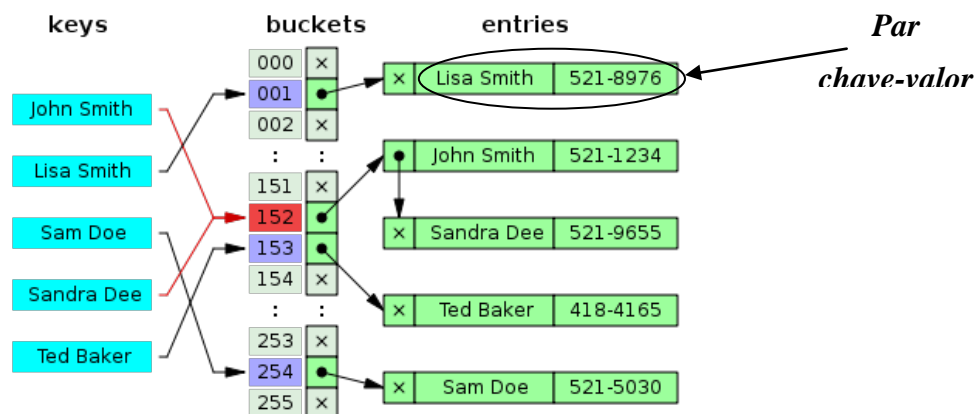 keys
buckets
entries
Par
chave-valor
John Smith
Lisa Smith
Sam Doe
Sandra Dee
Ted Baker
000 ×
001
002 ×
: :
151 ×
152
153
154 ×
: :
253 ×
254
255 ×
× Lisa Smith 521-8976
John Smith 521-1234
× Sandra Dee 521-9655
× Ted Baker 418-4165
× Sam Doe 521-5030